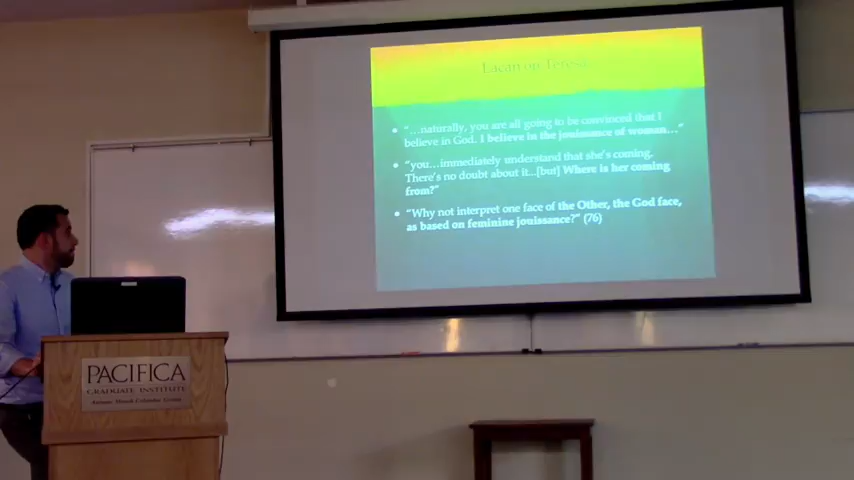 Lacan on Teresa
• “…naturally, you are all going to be convinced that I
believe in God. I believe in the jouissance of woman…”
• “you…immediately understand that she's coming.
There's no doubt about it…[but] Where is her coming
from?”
• “Why not interpret one face of the Other, the God face,
as based on feminine jouissance?” (76)
PACIFICA
GRADUATE INSTITUTE